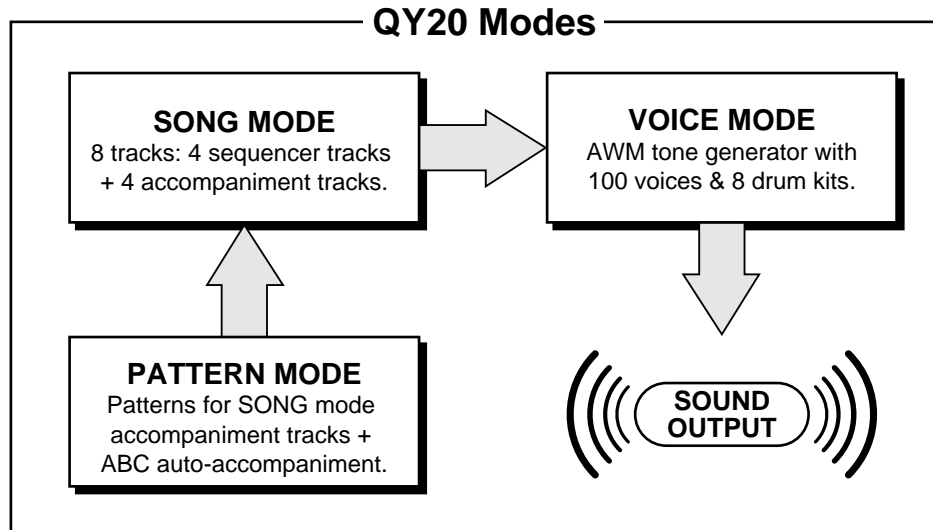 QY20 Modes
SONG MODE
8 tracks: 4 sequencer tracks
+ 4 accompaniment tracks.
VOICE MODE
AWM tone generator with
100 voices & 8 drum kits.
PATTERN MODE
Patterns for SONG mode
accompaniment tracks +
ABC auto-accompaniment.
SOUND
OUTPUT